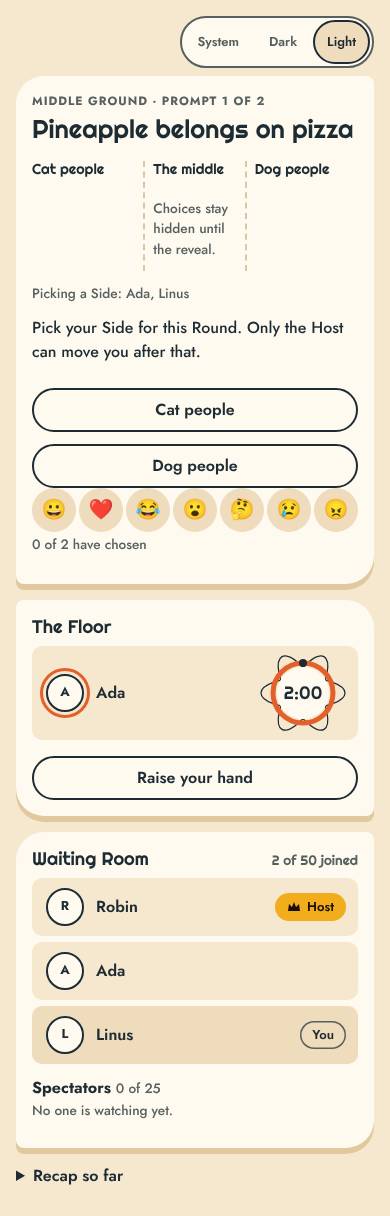 System Dark Light
MIDDLE GROUND · PROMPT 1 OF 2
Pineapple belongs on pizza
Cat people
The middle
Choices stay
hidden until
the reveal.
Dog people
Picking a Side: Ada, Linus
Pick your Side for this Round. Only the Host
can move you after that.
Cat people
Dog people
0 of 2 have chosen
The Floor
A Ada 2:00
Raise your hand
Waiting Room 2 of 50 joined
R Robin Host
A Ada
L Linus You
Spectators 0 of 25
No one is watching yet.
Recap so far